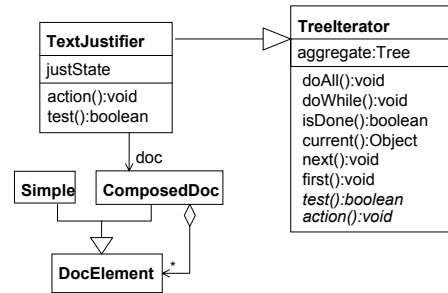 TextJustifier
justState
action():void
test():boolean
TreeIterator
aggregate:Tree
doAll():void
doWhile():void
isDone():boolean
current():Object
next():void
first():void
test():boolean
action():void
doc
Simple
ComposedDoc
*
DocElement